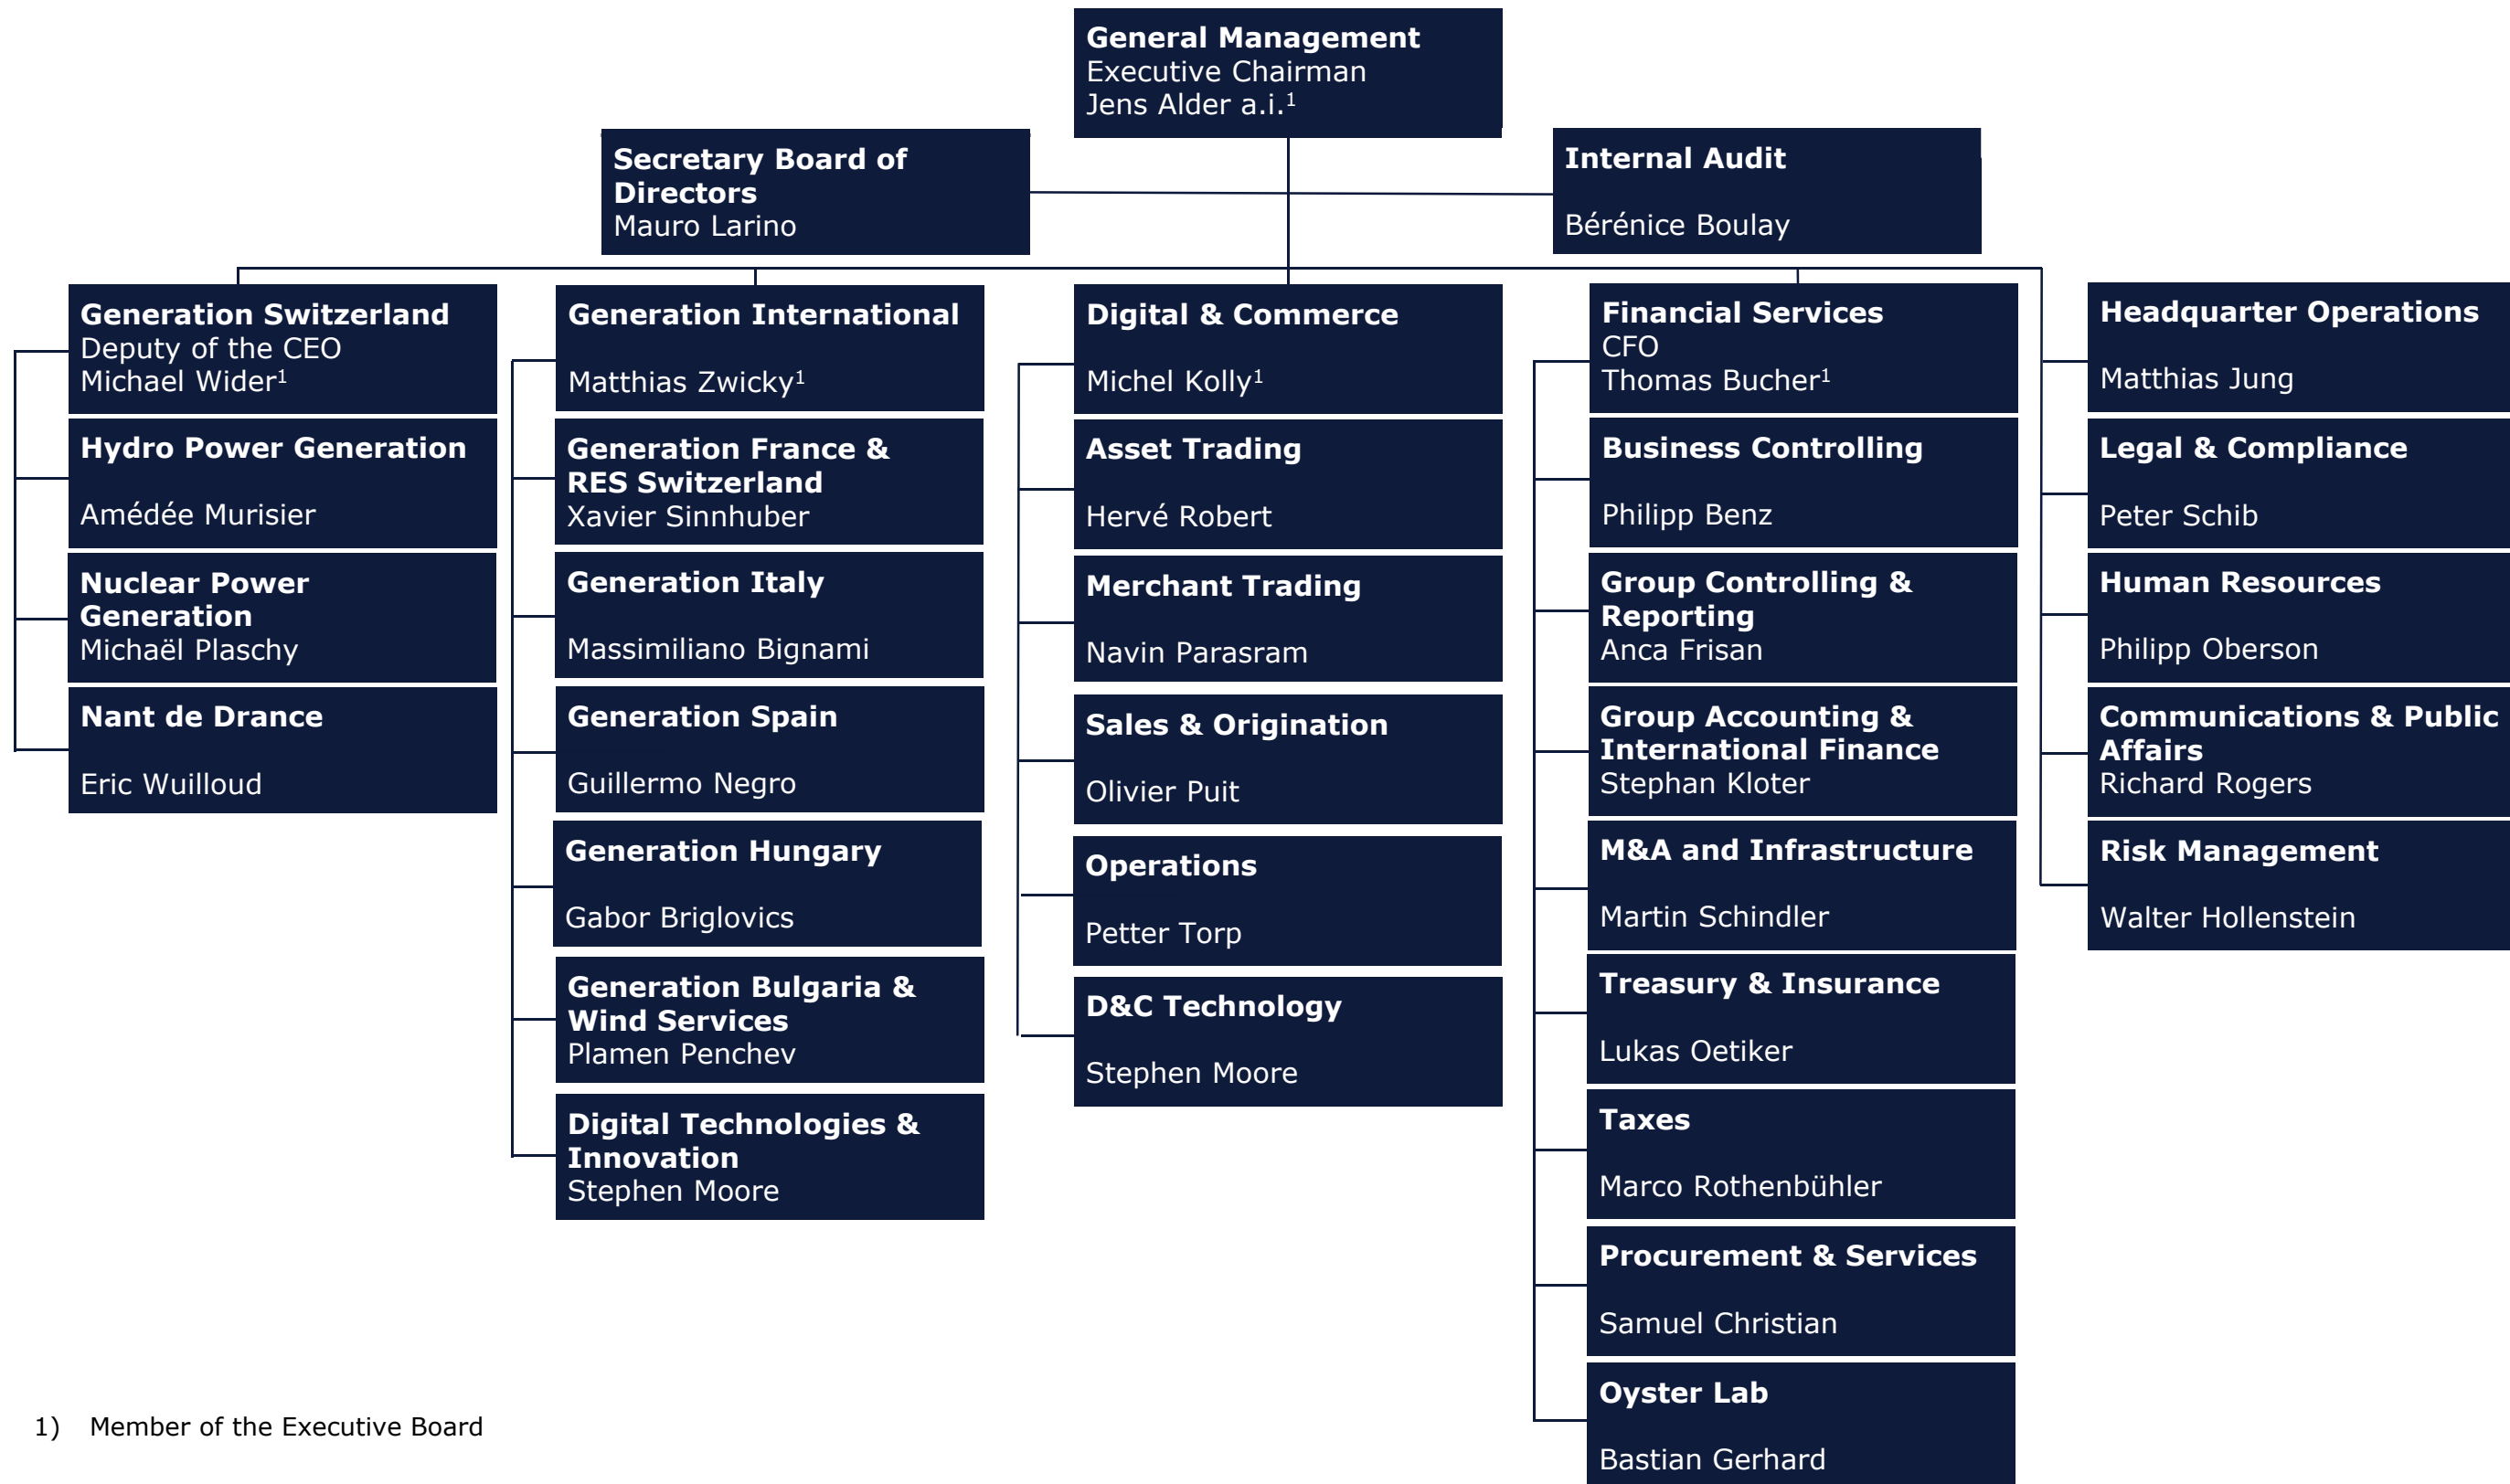 General Management
Executive Chairman
Jens Alder a.i.¹
Secretary Board of
Directors
Mauro Larino
Internal Audit
Bérénice Boulay
Generation Switzerland
Deputy of the CEO
Michael Wider¹
Hydro Power Generation
Amédée Murisier
Nuclear Power
Generation
Michaël Plaschy
Nant de Drance
Eric Wuilloud
Generation International
Matthias Zwicky¹
Generation France &
RES Switzerland
Xavier Sinnhuber
Generation Italy
Massimiliano Bignami
Generation Spain
Guillermo Negro
Generation Hungary
Gabor Briglovics
Generation Bulgaria &
Wind Services
Plamen Penchev
Digital Technologies &
Innovation
Stephen Moore
Digital & Commerce
Michel Kolly¹
Asset Trading
Hervé Robert
Merchant Trading
Navin Parasram
Sales & Origination
Olivier Puit
Operations
Petter Torp
D&C Technology
Stephen Moore
Financial Services
CFO
Thomas Bucher¹
Business Controlling
Philipp Benz
Group Controlling &
Reporting
Anca Frisan
Group Accounting &
International Finance
Stephan Kloter
M&A and Infrastructure
Martin Schindler
Treasury & Insurance
Lukas Oetiker
Taxes
Marco Rothenbühler
Procurement & Services
Samuel Christian
Oyster Lab
Bastian Gerhard
Headquarter Operations
Matthias Jung
Legal & Compliance
Peter Schib
Human Resources
Philipp Oberson
Communications & Public
Affairs
Richard Rogers
Risk Management
Walter Hollenstein
1) Member of the Executive Board